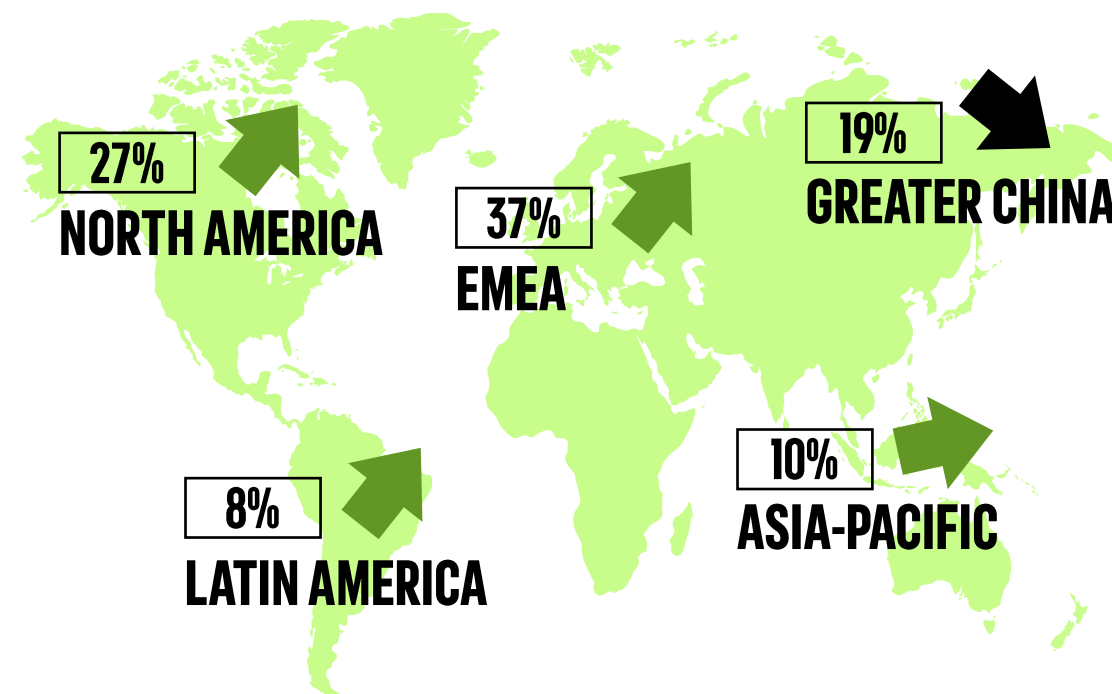 27%
NORTH AMERICA
37%
EMEA
19%
GREATER CHINA
8%
LATIN AMERICA
10%
ASIA-PACIFIC